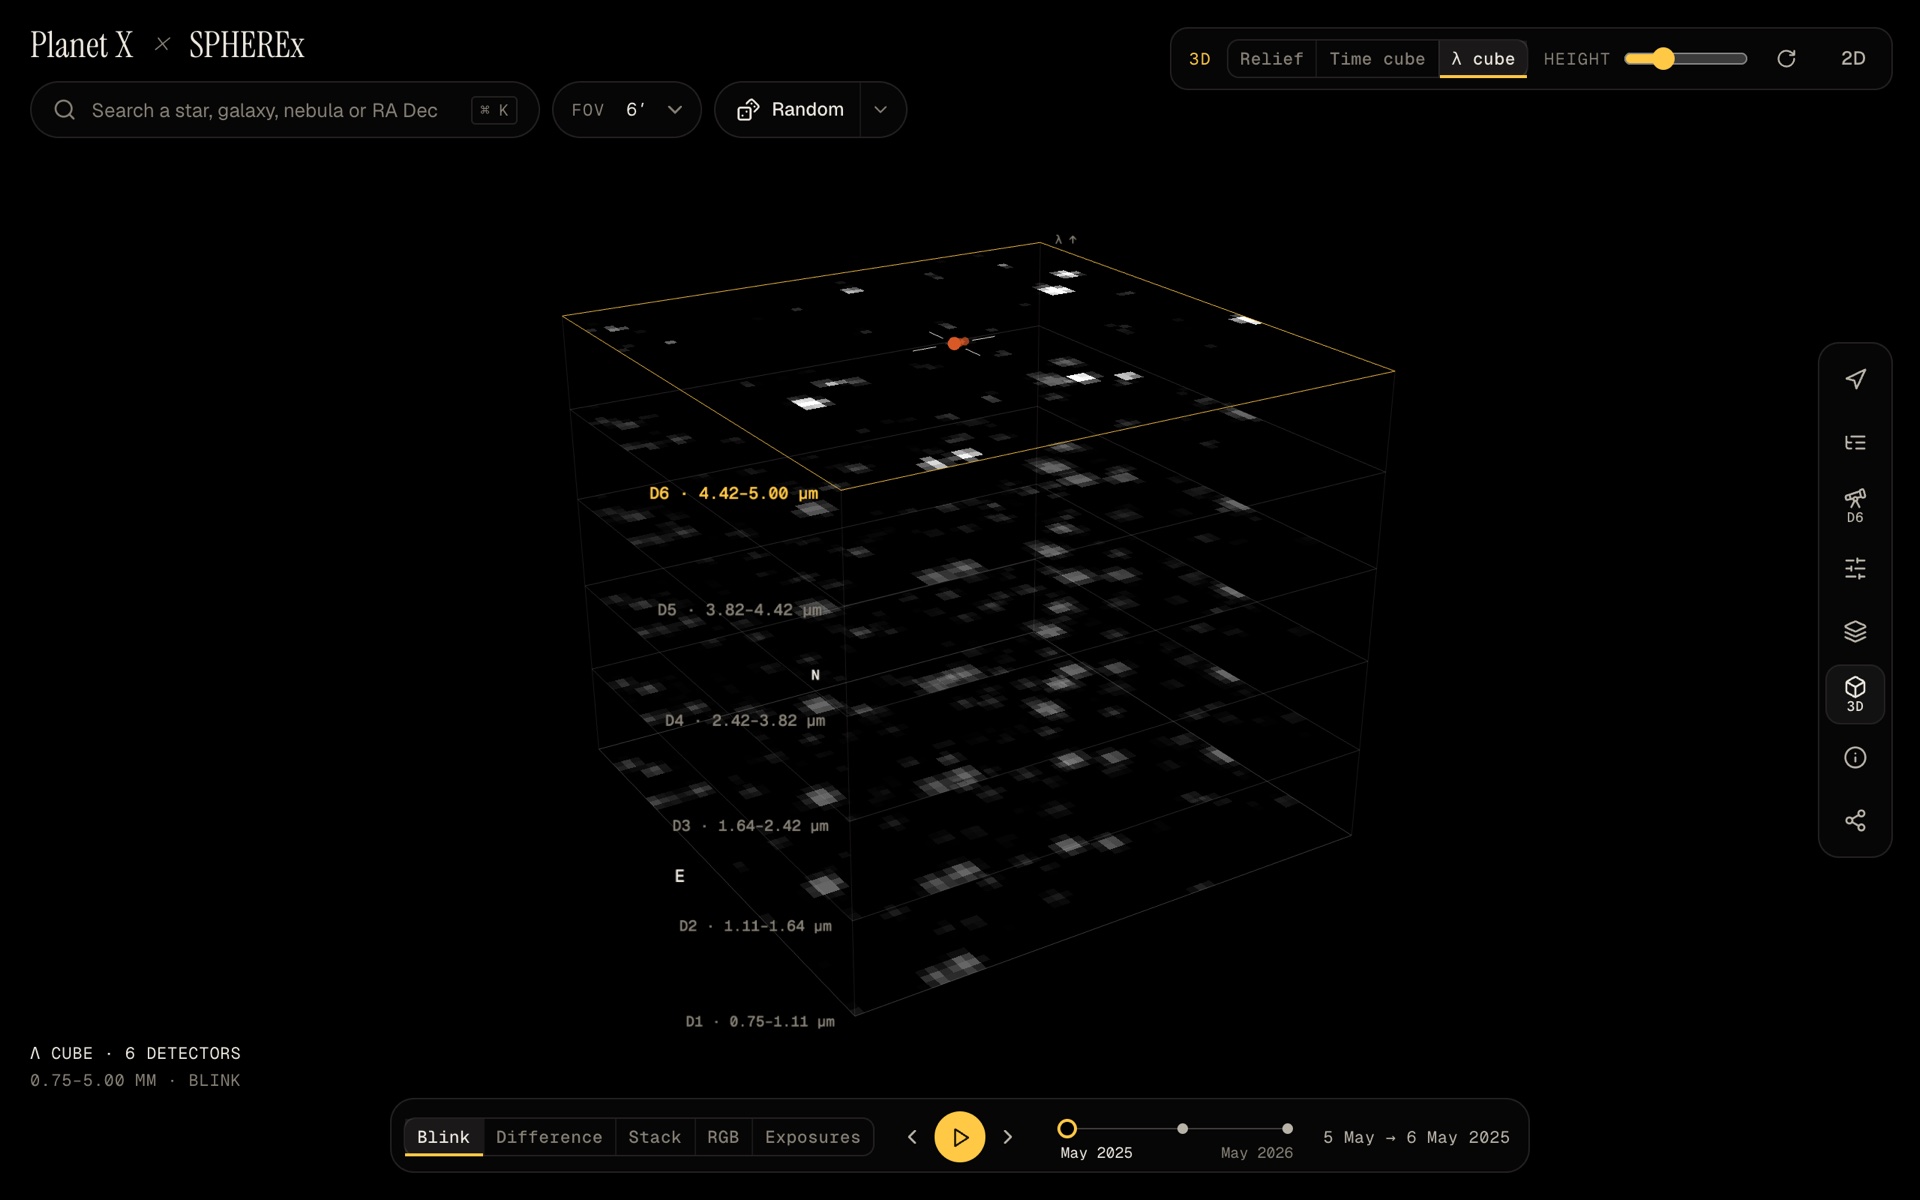 Planet X × SPHEREx
3D Relief Time cube λ cube HEIGHT 2D
Search a star, galaxy, nebula or RA Dec ⌘ K
FOV 6′
Random
λ ↑
D6 · 4.42–5.00 µm
D6
D5 · 3.82–4.42 µm
N
3D
D4 · 2.42–3.82 µm
D3 · 1.64–2.42 µm
E
D2 · 1.11–1.64 µm
D1 · 0.75–1.11 µm
Λ CUBE · 6 DETECTORS
0.75–5.00 MM · BLINK
Blink Difference Stack RGB Exposures
May 2025 May 2026
5 May → 6 May 2025